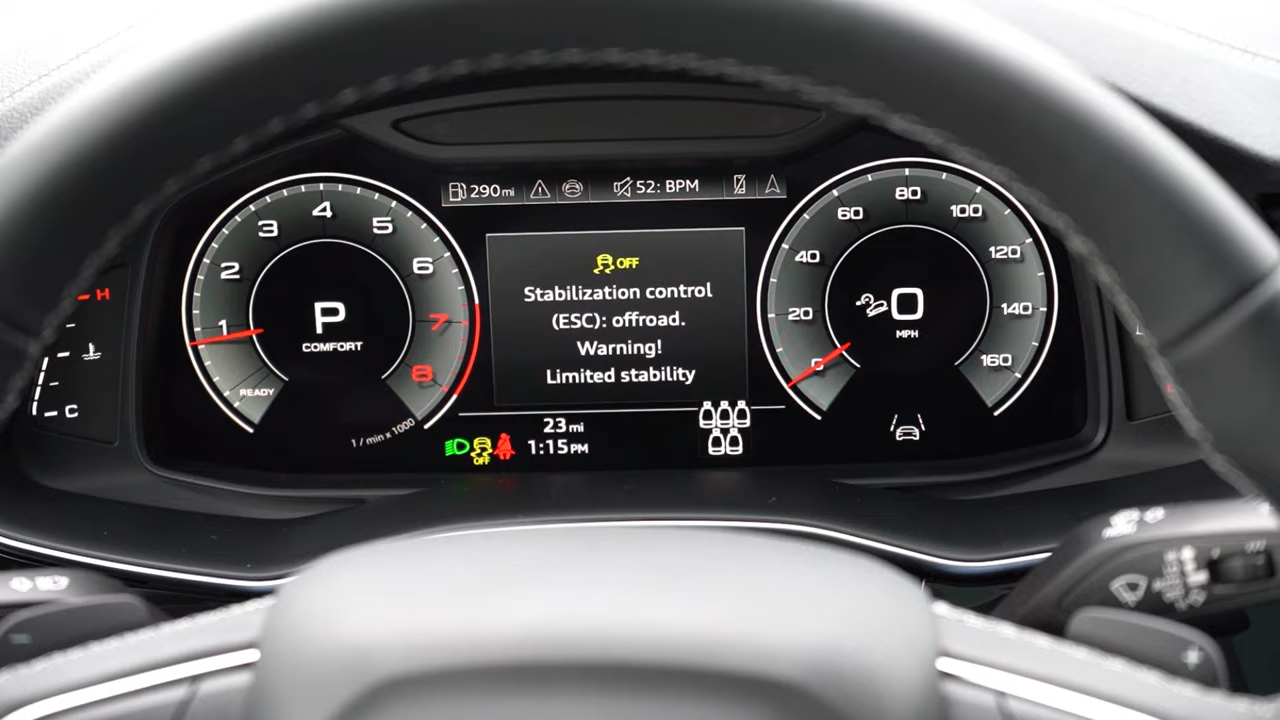 290mi
52: BPM
OFF
Stabilization control
(ESC): offroad.
Warning!
Limited stability
1 2 3 4 5 6 7 8
READY
P
COMFORT
1 / min x 1000
0 20 40 60 80 100 120 140 160
0
MPH
H
C
OFF
23mi
1:15PM